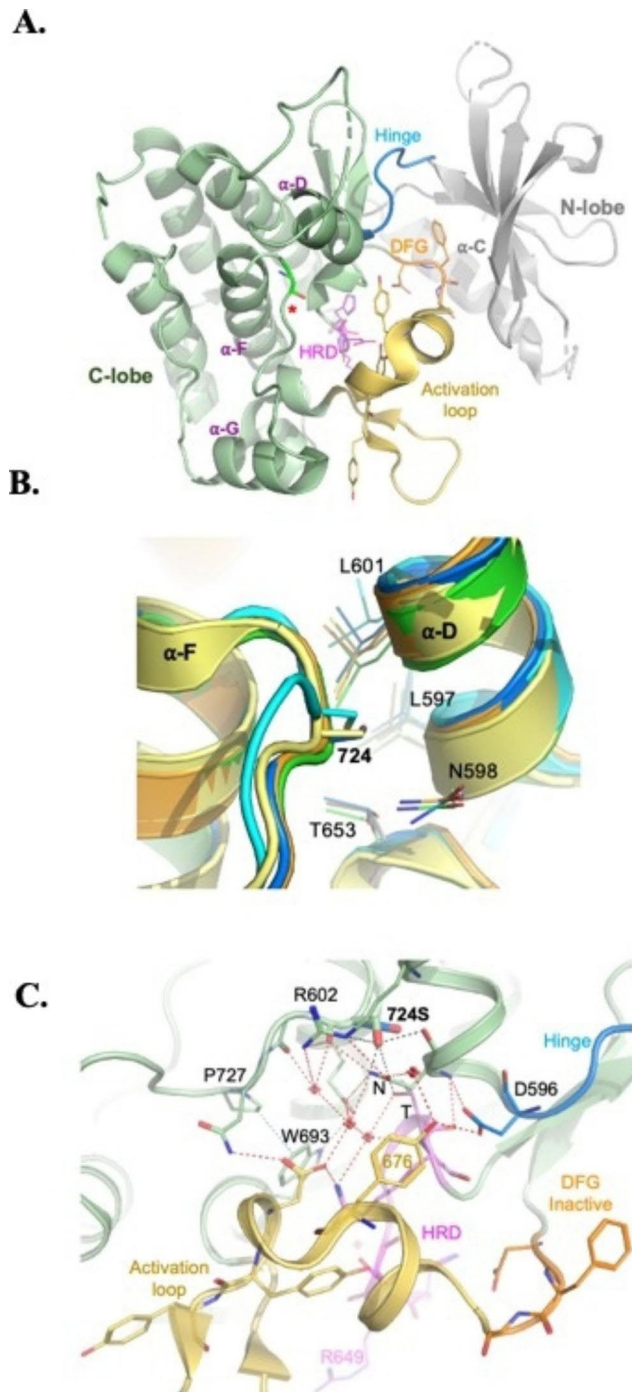 A.
Hinge
α-D
N-lobe
DFG
α-C
*
HRD
α-F
C-lobe
Activation
loop
α-G
B.
L601
α-F
α-D
L597
724
N598
T653
C.
R602
724S
Hinge
P727
N
D596
T
W693
676
DFG
Inactive
HRD
Activation
loop
R649